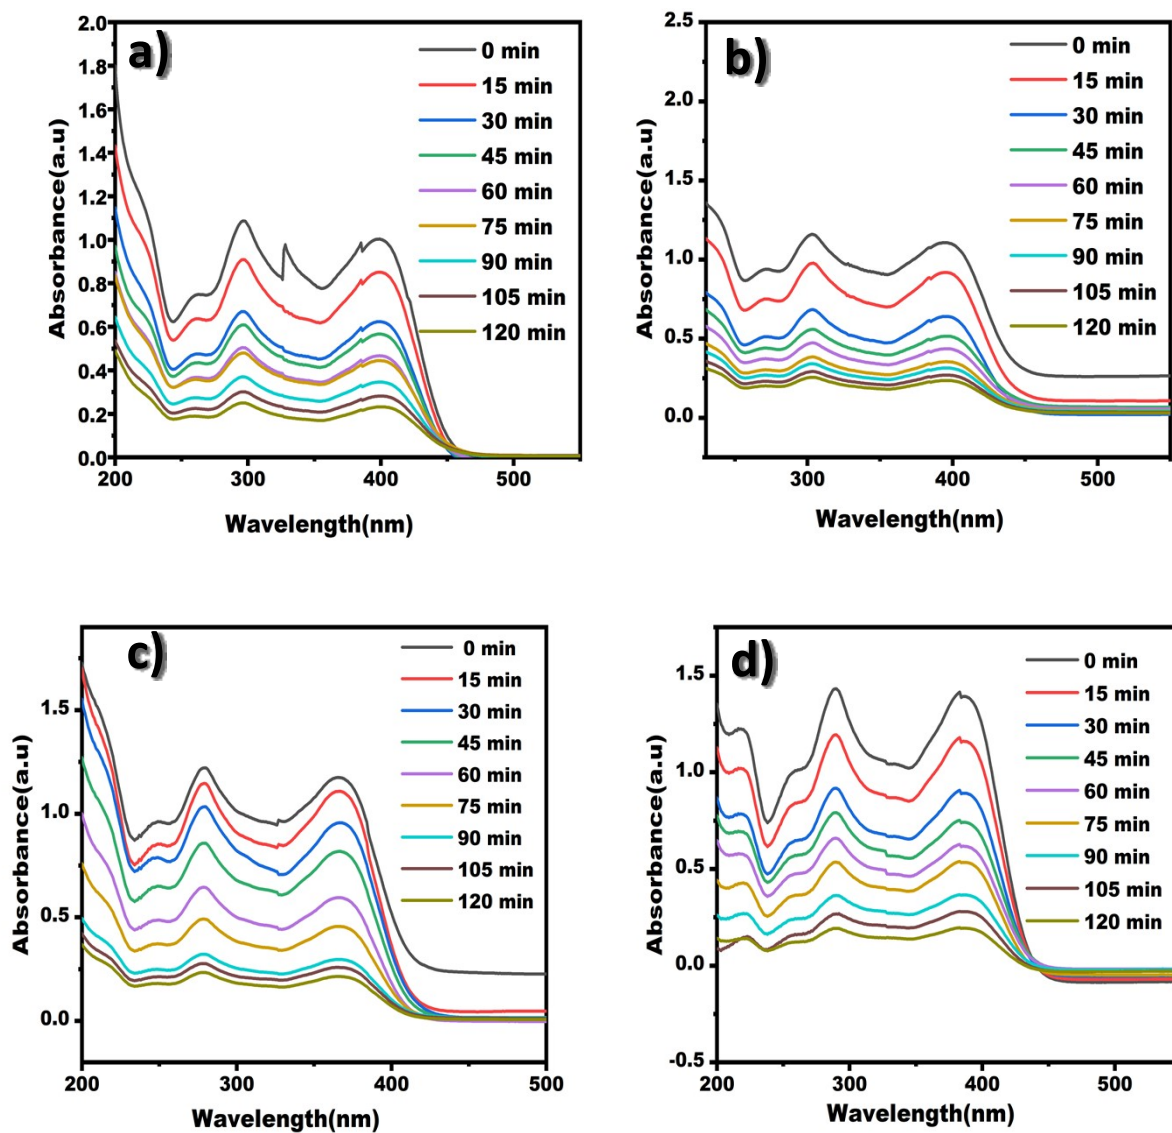 a)
2.0
1.8
1.6
1.4
1.2
1.0
0.8
0.6
0.4
0.2
0.0
Absorbance(a.u)
200
300
400
500
Wavelength(nm)
0 min
15 min
30 min
45 min
60 min
75 min
90 min
105 min
120 min
b)
2.5
2.0
1.5
1.0
0.5
0.0
Absorbance(a.u)
300
400
500
Wavelength(nm)
0 min
15 min
30 min
45 min
60 min
75 min
90 min
105 min
120 min
c)
1.5
1.0
0.5
0.0
Absorbance(a.u)
200
300
400
500
Wavelength(nm)
0 min
15 min
30 min
45 min
60 min
75 min
90 min
105 min
120 min
d)
1.5
1.0
0.5
0.0
-0.5
Absorbance(a.u)
200
300
400
500
Wavelength(nm)
0 min
15 min
30 min
45 min
60 min
75 min
90 min
105 min
120 min